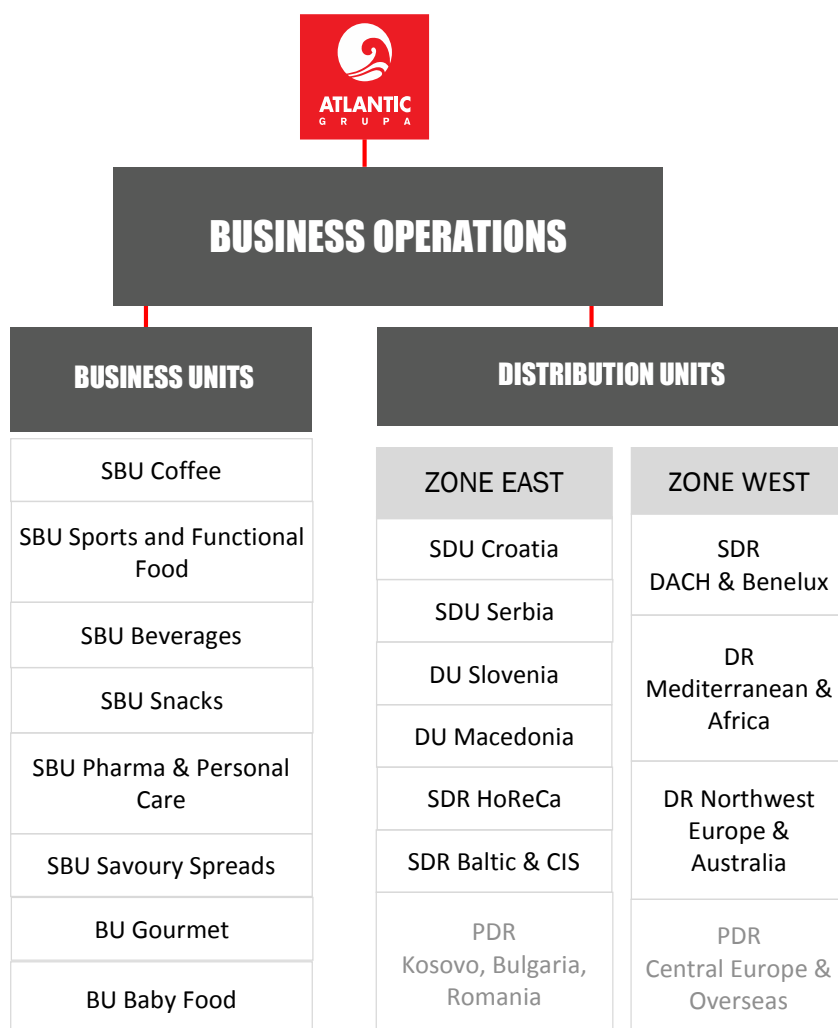 ATLANTIC
GRUPA
BUSINESS OPERATIONS
BUSINESS UNITS
SBU Coffee
SBU Sports and Functional
Food
SBU Beverages
SBU Snacks
SBU Pharma & Personal
Care
SBU Savoury Spreads
BU Gourmet
BU Baby Food
DISTRIBUTION UNITS
ZONE EAST
SDU Croatia
SDU Serbia
DU Slovenia
DU Macedonia
SDR HoReCa
SDR Baltic & CIS
PDR
Kosovo, Bulgaria,
Romania
ZONE WEST
SDR
DACH & Benelux
DR
Mediterranean &
Africa
DR Northwest
Europe &
Australia
PDR
Central Europe &
Overseas